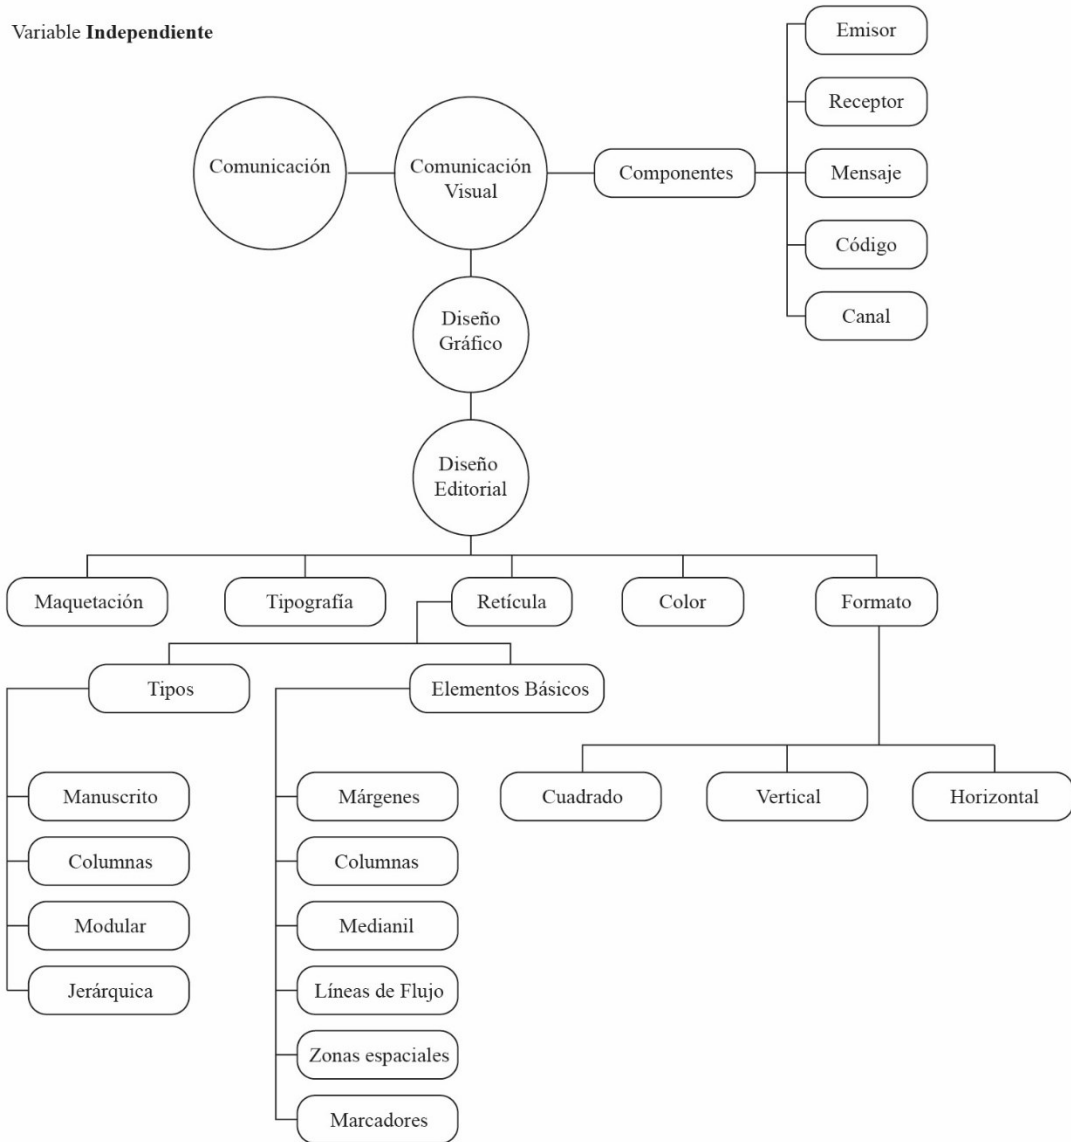 Variable Independiente
Emisor
Receptor
Comunicación
Comunicación
Visual
Componentes
Mensaje
Código
Canal
Diseño
Gráfico
Diseño
Editorial
Maquetación
Tipografía
Retícula
Color
Formato
Tipos
Elementos Básicos
Manuscrito
Columnas
Modular
Jerárquica
Márgenes
Columnas
Medianil
Líneas de Flujo
Zonas espaciales
Marcadores
Cuadrado
Vertical
Horizontal